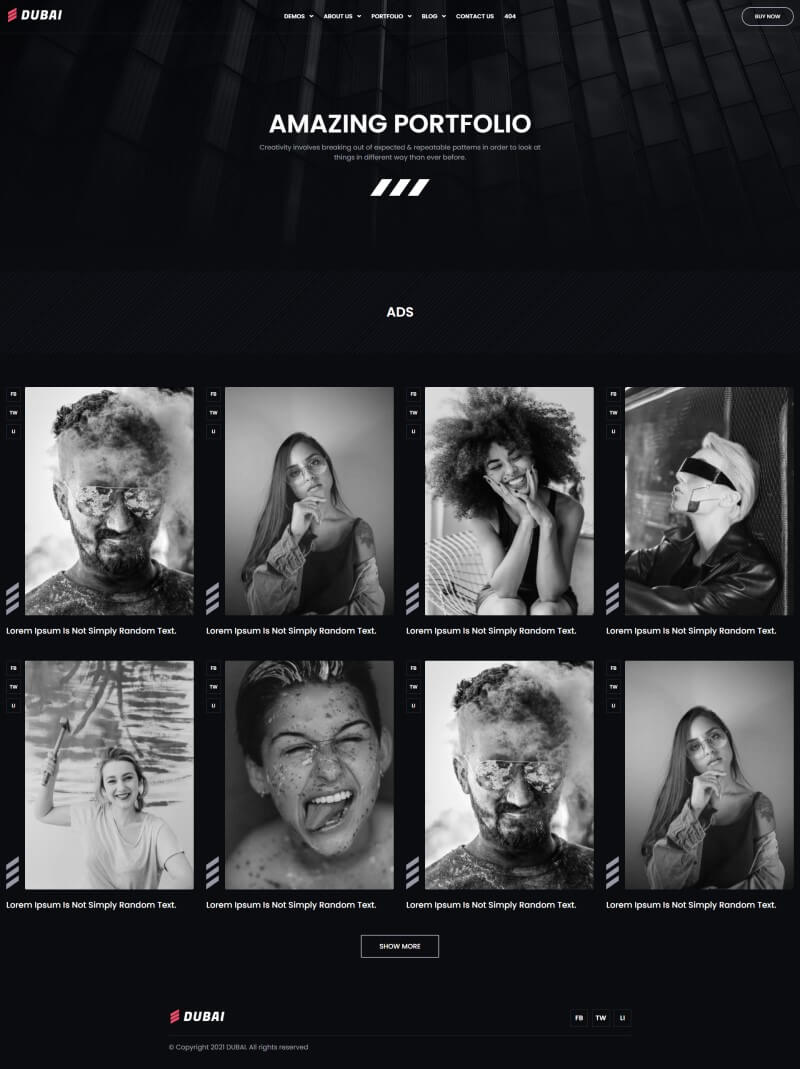 DUBAI
DEMOS ABOUT US PORTFOLIO BLOG CONTACT US 404
BUY NOW
AMAZING PORTFOLIO
Creativity involves breaking out of expected & repeatable patterns in order to look at
things in different way than ever before.
ADS
FB
TW
LI
Lorem Ipsum Is Not Simply Random Text.
FB
TW
LI
Lorem Ipsum Is Not Simply Random Text.
FB
TW
LI
Lorem Ipsum Is Not Simply Random Text.
FB
TW
LI
Lorem Ipsum Is Not Simply Random Text.
FB
TW
LI
Lorem Ipsum Is Not Simply Random Text.
FB
TW
LI
Lorem Ipsum Is Not Simply Random Text.
FB
TW
LI
Lorem Ipsum Is Not Simply Random Text.
FB
TW
LI
Lorem Ipsum Is Not Simply Random Text.
SHOW MORE
DUBAI
FB TW LI
© Copyright 2021 DUBAI. All rights reserved